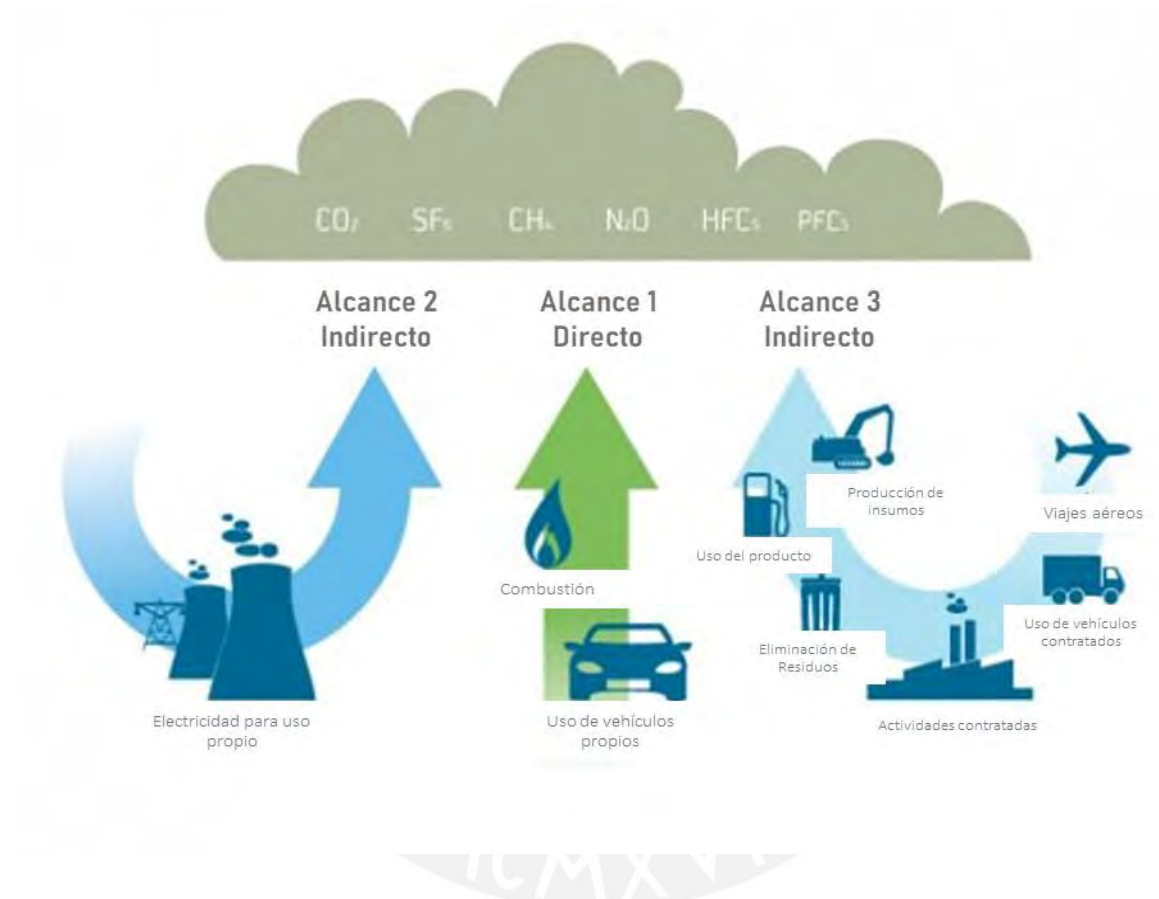 CO₂ SF₆ CH₄ N₂O HFCₛ PFCₛ
Alcance 2
Indirecto
Alcance 1
Directo
Alcance 3
Indirecto
Electricidad para uso
propio
Combustión
Uso de vehículos
propios
Producción de
insumos
Viajes aéreos
Uso del producto
Uso de vehículos
contratados
Eliminación de
Residuos
Actividades contratadas